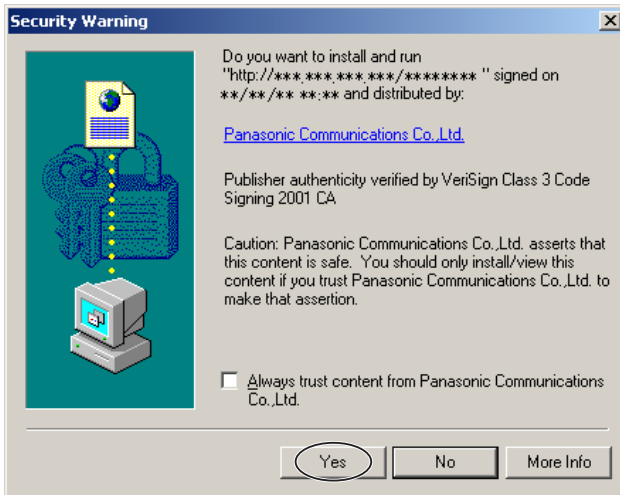 Security Warning
Do you want to install and run
"http://***.***.***.***/******** " signed on
**/**/** **:** and distributed by:
Panasonic Communications Co.,Ltd.
Publisher authenticity verified by VeriSign Class 3 Code
Signing 2001 CA
Caution: Panasonic Communications Co.,Ltd. asserts that
this content is safe.  You should only install/view this
content if you trust Panasonic Communications Co.,Ltd. to
make that assertion.
Always trust content from Panasonic Communications
Co.,Ltd.
Yes
No
More Info